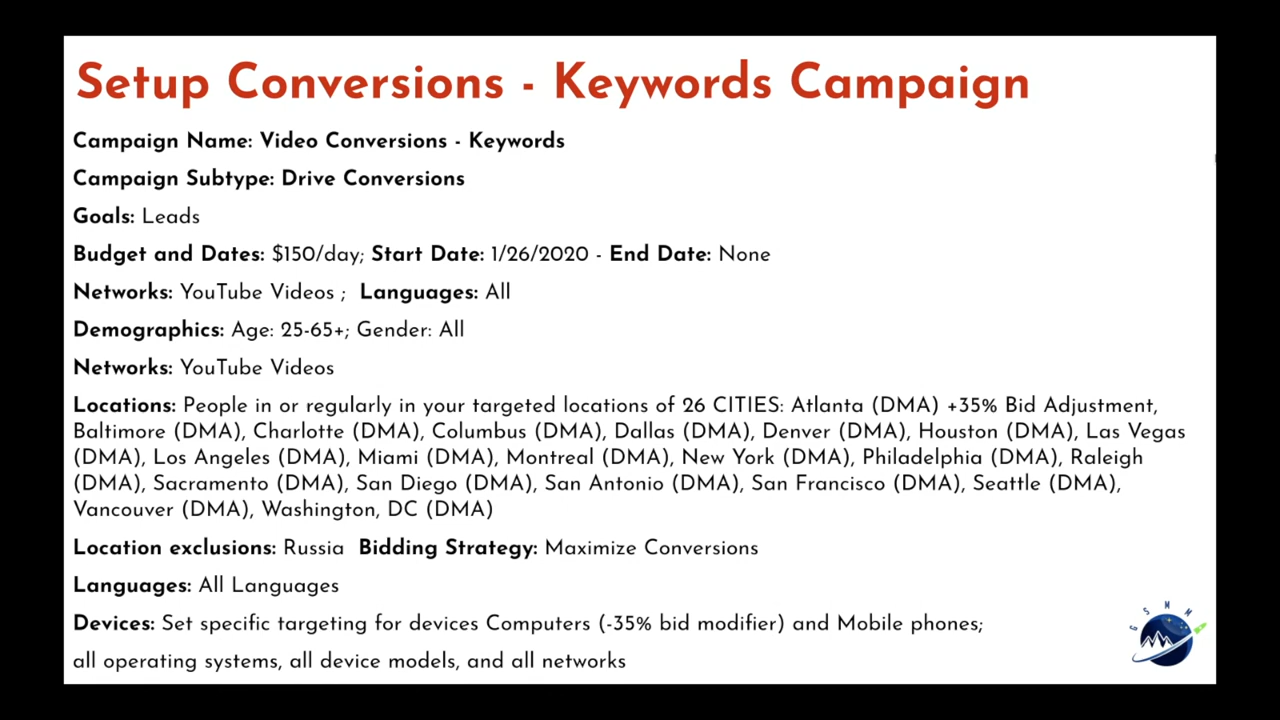 Setup Conversions - Keywords Campaign
Campaign Name: Video Conversions - Keywords
Campaign Subtype: Drive Conversions
Goals: Leads
Budget and Dates: $150/day; Start Date: 1/26/2020 - End Date: None
Networks: YouTube Videos ; Languages: All
Demographics: Age: 25-65+; Gender: All
Networks: YouTube Videos
Locations: People in or regularly in your targeted locations of 26 CITIES: Atlanta (DMA) +35% Bid Adjustment,
Baltimore (DMA), Charlotte (DMA), Columbus (DMA), Dallas (DMA), Denver (DMA), Houston (DMA), Las Vegas
(DMA), Los Angeles (DMA), Miami (DMA), Montreal (DMA), New York (DMA), Philadelphia (DMA), Raleigh
(DMA), Sacramento (DMA), San Diego (DMA), San Antonio (DMA), San Francisco (DMA), Seattle (DMA),
Vancouver (DMA), Washington, DC (DMA)
Location exclusions: Russia Bidding Strategy: Maximize Conversions
Languages: All Languages
Devices: Set specific targeting for devices Computers (-35% bid modifier) and Mobile phones;
all operating systems, all device models, and all networks